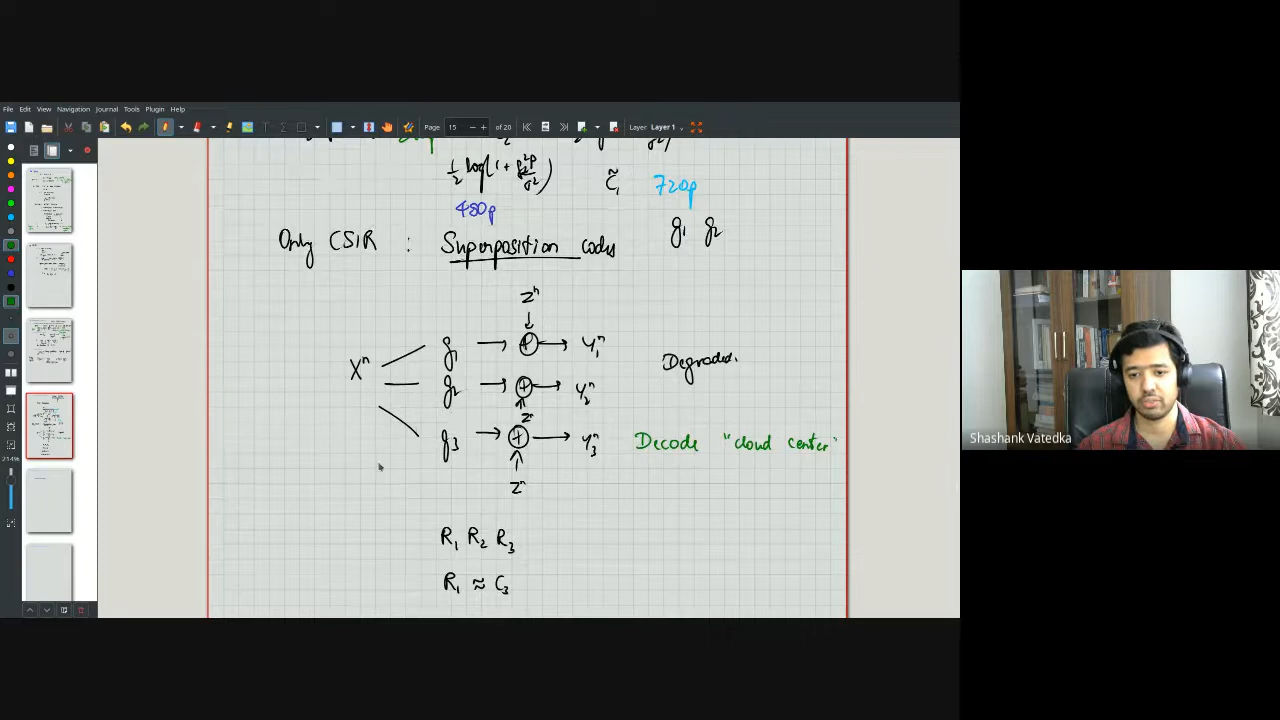 File Edit View Navigation Journal Tools Plugin Help
Page 15 of 20 Layer Layer 1
1/2 log(1 +
C̃₁ 720p
480p
Only CSIR : Superposition codes g₁ g₂
Zⁿ
Xⁿ g₁ → + → Y₁ⁿ
Degraded.
g₂ → + → Y₂ⁿ
Zⁿ
g₃ → + → Y₃ⁿ Decode "cloud center"
Zⁿ
R₁ R₂ R₃
R₁ ≈ C₃
214%
Shashank Vatedka